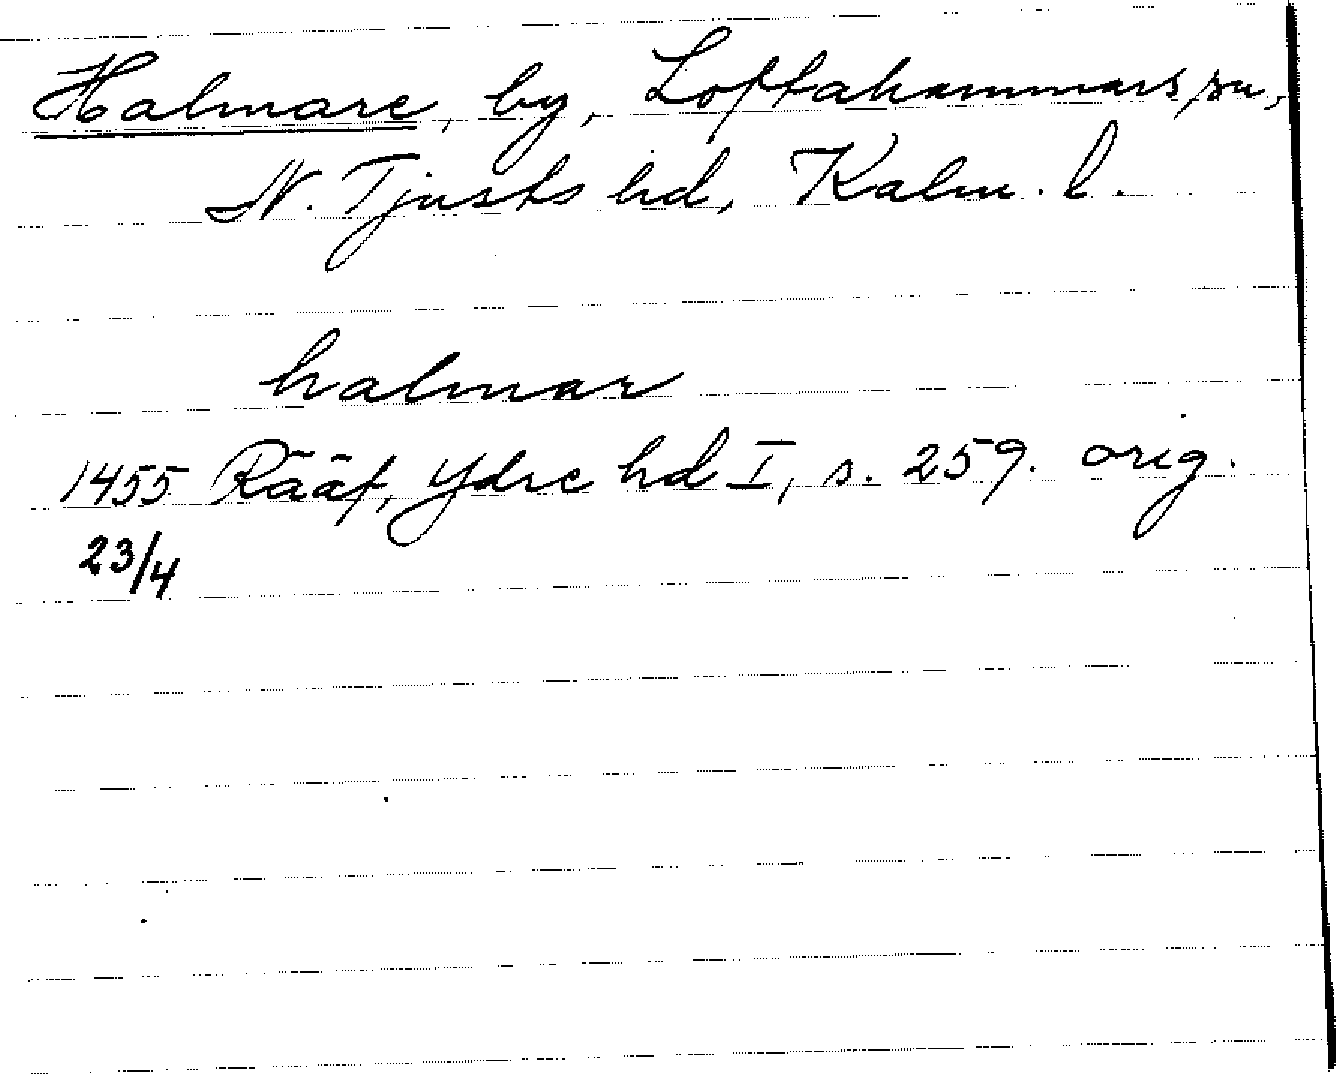 Halmare, by, Loftahammars sn,
N. Tjusts hd, Kalm. l.
halmar
1455 Rääf, Ydre hd I, s. 259. orig.
23/4